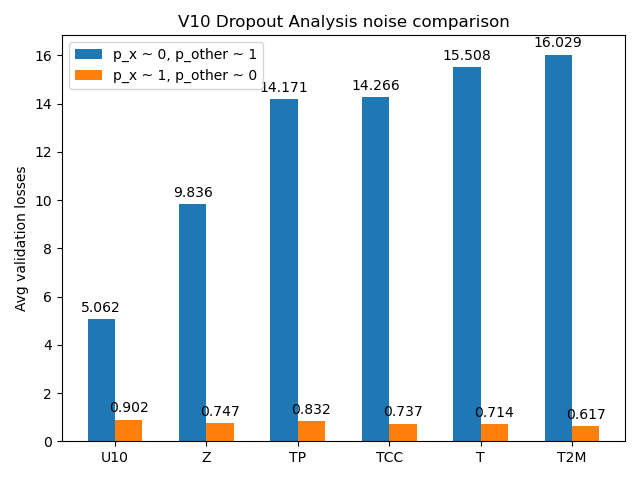 V10 Dropout Analysis noise comparison
p_x ~ 0, p_other ~ 1
p_x ~ 1, p_other ~ 0
Avg validation losses
16
14
12
10
8
6
4
2
0
5.062
9.836
14.171
14.266
15.508
16.029
0.902
0.747
0.832
0.737
0.714
0.617
U10
Z
TP
TCC
T
T2M